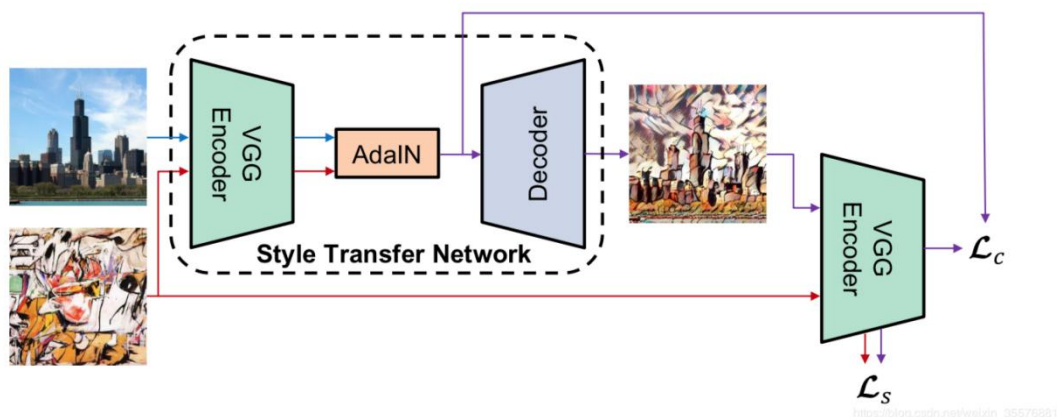 VGG
Encoder
AdaIN
Decoder
Style Transfer Network
VGG
Encoder
ℒc
ℒs